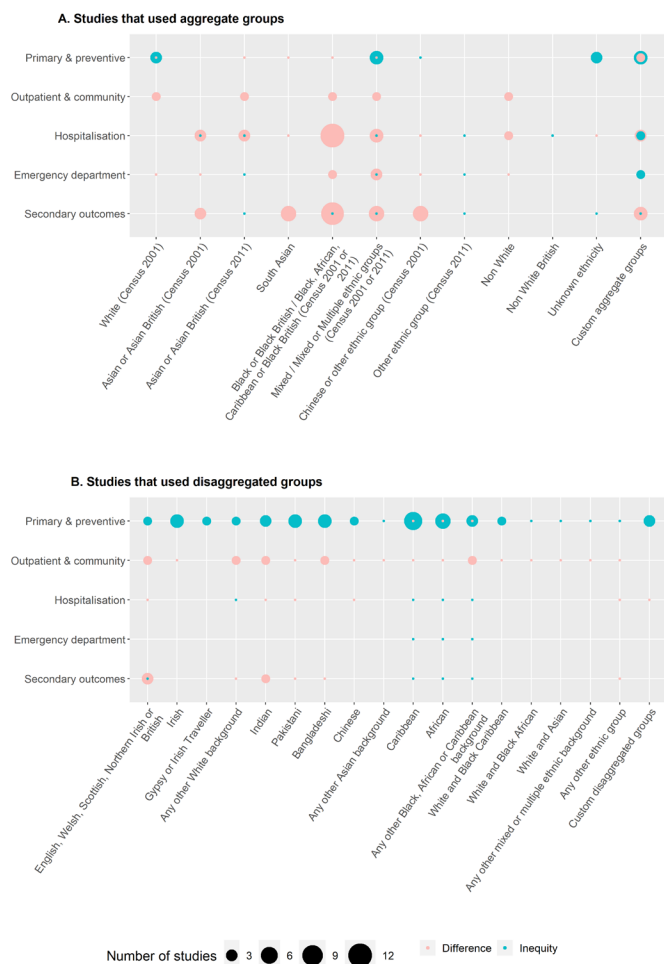 A. Studies that used aggregate groups
Primary & preventive
Outpatient & community
Hospitalisation
Emergency department
Secondary outcomes
White (Census 2001)
Asian or Asian British (Census 2001)
Asian or Asian British (Census 2011)
South Asian
Black or Black British / Black, African,
Caribbean or Black British (Census 2001 or
2011)
Mixed / Mixed or Multiple ethnic groups
(Census 2001 or 2011)
Chinese or other ethnic group (Census 2001)
Other ethnic group (Census 2011)
Non White
Non White British
Unknown ethnicity
Custom aggregate groups
B. Studies that used disaggregated groups
Primary & preventive
Outpatient & community
Hospitalisation
Emergency department
Secondary outcomes
English, Welsh, Scottish, Northern Irish or
British
Irish
Gypsy or Irish Traveller
Any other White background
Indian
Pakistani
Bangladeshi
Chinese
Any other Asian background
Caribbean
African
Any other Black, African or Caribbean
background
White and Black Caribbean
White and Black African
White and Asian
Any other mixed or multiple ethnic background
Any other ethnic group
Custom disaggregated groups
Number of studies 3 6 9 12 Difference Inequity